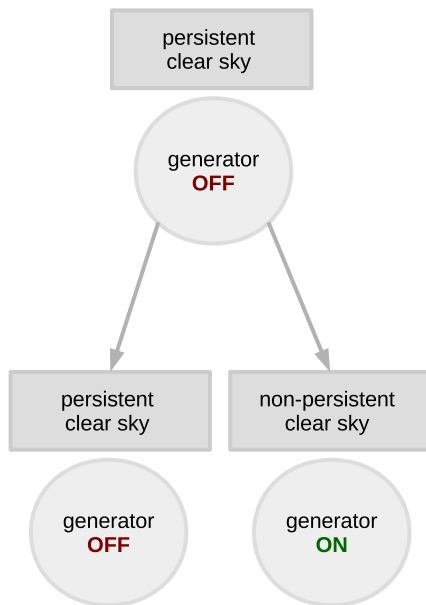 persistent
clear sky
generator
OFF
persistent
clear sky
non-persistent
clear sky
generator
OFF
generator
ON